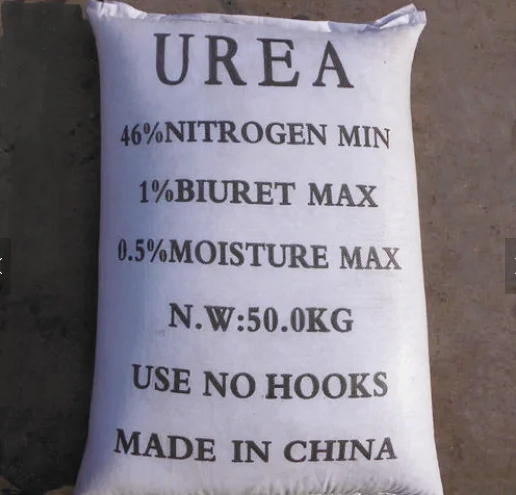 UREA
46%NITROGEN MIN
1%BIURET MAX
0.5%MOISTURE MAX
N.W:50.0KG
USE NO HOOKS
MADE IN CHINA